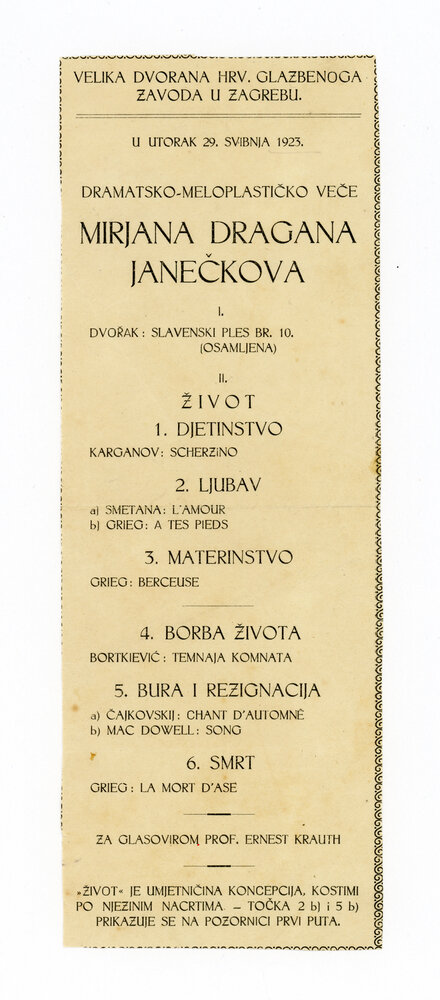 VELIKA DVORANA HRV. GLAZBENOGA
ZAVODA U ZAGREBU.
U UTORAK 29. SVIBNJA 1923.
DRAMATSKO-MELOPLASTIČKO VEČE
MIRJANA DRAGANA
JANEČKOVA
I.
DVOŘAK: SLAVENSKI PLES BR. 10.
(OSAMLJENA)
II.
ŽIVOT
1. DJETINSTVO
KARGANOV: SCHERZINO
2. LJUBAV
a) SMETANA: L'AMOUR
b) GRIEG: A TES PIEDS
3. MATERINSTVO
GRIEG: BERCEUSE
4. BORBA ŽIVOTA
BORTKIEVIĆ: TEMNAJA KOMNATA
5. BURA I REZIGNACIJA
a) ČAJKOVSKIJ: CHANT D'AUTOMNE
b) MAC DOWELL: SONG
6. SMRT
GRIEG: LA MORT D'ASE
ZA GLASOVIROM PROF. ERNEST KRAUTH
»ŽIVOT« JE UMJETNIČINA KONCEPCIJA, KOSTIMI
PO NJEZINIM NACRTIMA – TOČKA 2 b) i 5 b)
PRIKAZUJE SE NA POZORNICI PRVI PUTA.